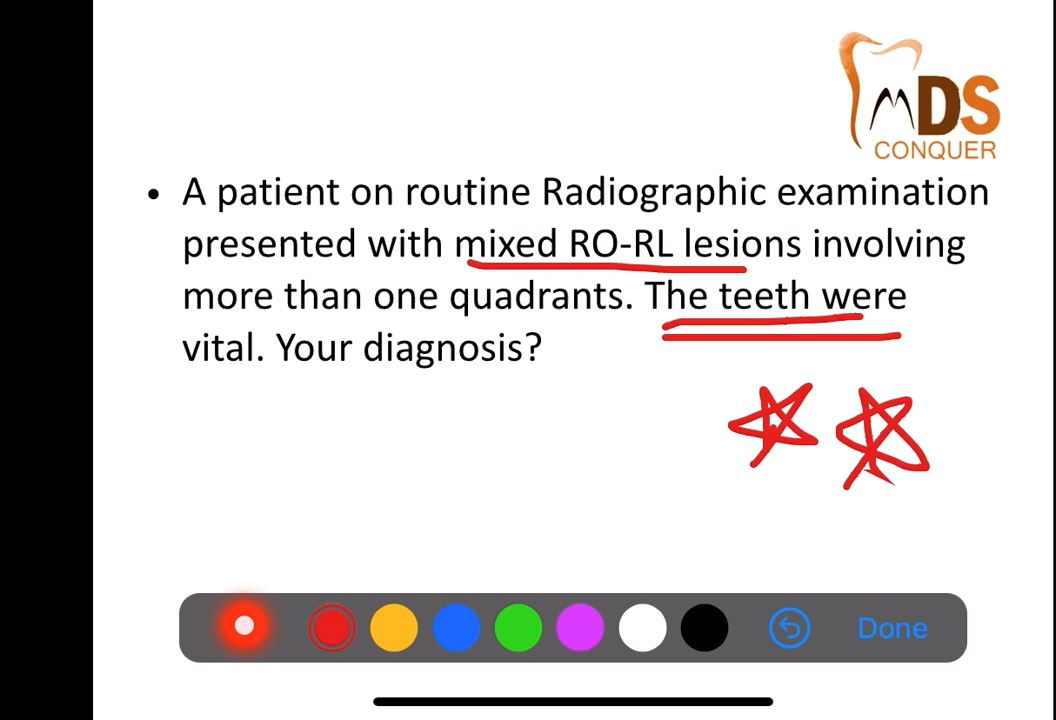 MDS
CONQUER
• A patient on routine Radiographic examination
presented with mixed RO-RL lesions involving
more than one quadrants. The teeth were
vital. Your diagnosis?
Done